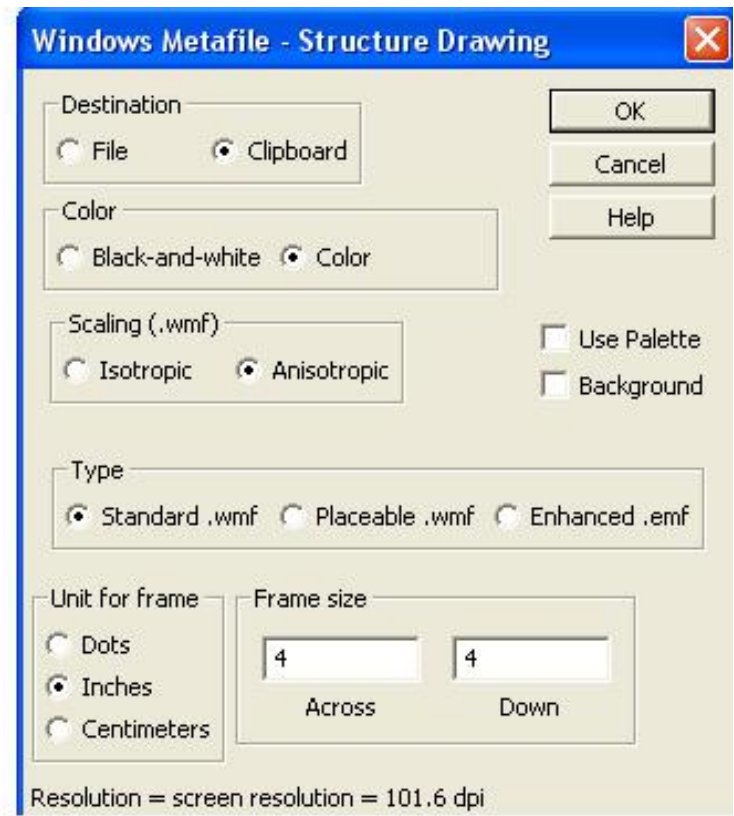 Windows Metafile - Structure Drawing
Destination
File Clipboard
OK
Cancel
Help
Color
Black-and-white Color
Scaling (.wmf)
Isotropic Anisotropic
Use Palette
Background
Type
Standard .wmf Placeable .wmf Enhanced .emf
Unit for frame
Dots
Inches
Centimeters
Frame size
4 4
Across Down
Resolution = screen resolution = 101.6 dpi